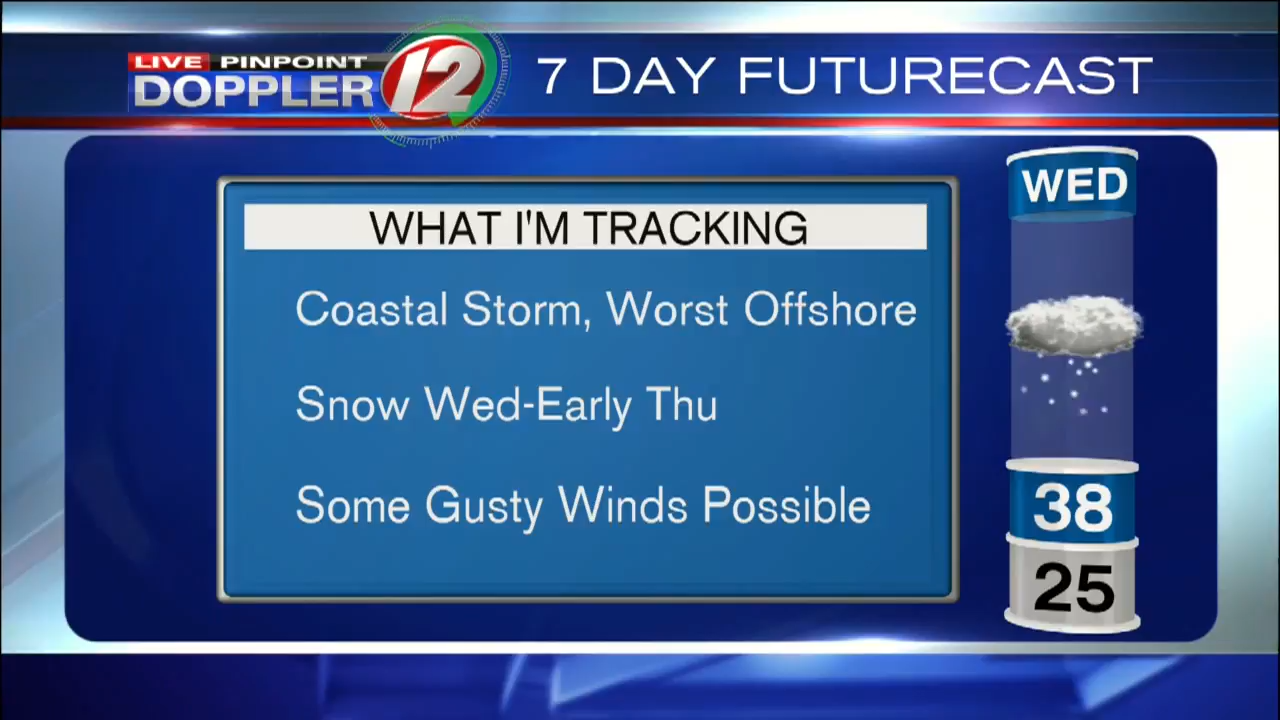 LIVE PINPOINT
DOPPLER 12
7 DAY FUTURECAST
WHAT I'M TRACKING
Coastal Storm, Worst Offshore
Snow Wed-Early Thu
Some Gusty Winds Possible
WED
38
25